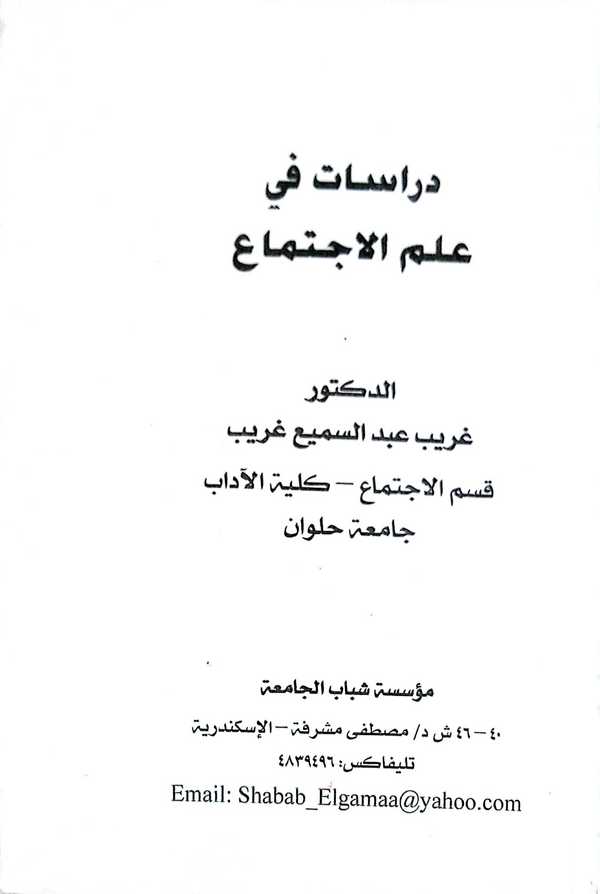 دراسات في
علم الاجتماع
الدكتور
غريب عبد السميع غريب
قسم الاجتماع – كلية الآداب
جامعة حلوان
مؤسسة شباب الجامعة
٤٠ – ٤٦ ش د/ مصطفى مشرفة – الإسكندرية
تليفاكس: ٤٨٣٩٤٩٦
Email: Shabab_Elgamaa@yahoo.com